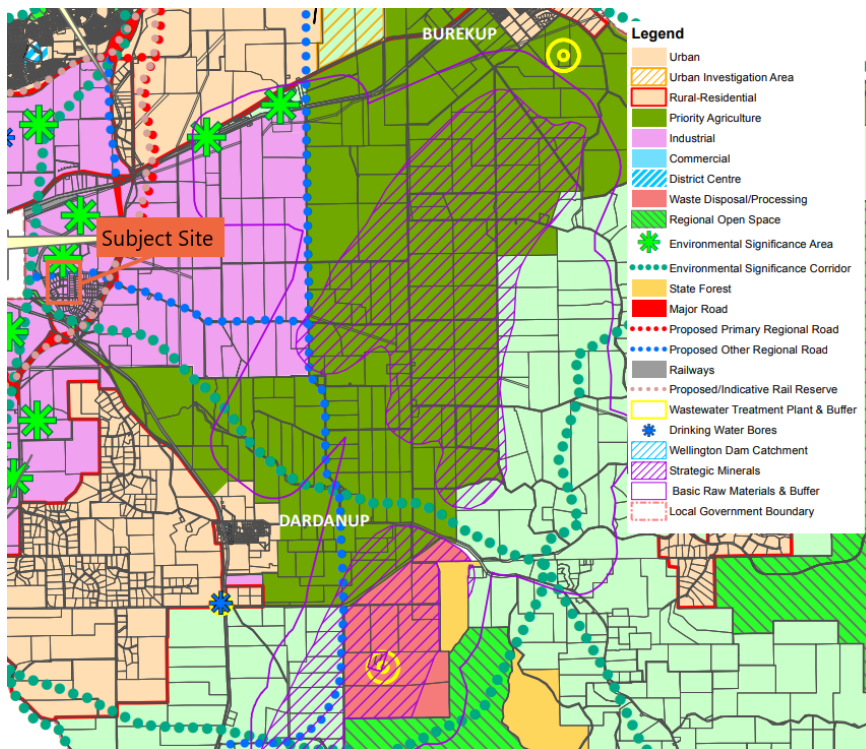 BUREKUP
Subject Site
DARDANUP
Legend
Urban
Urban Investigation Area
Rural-Residential
Priority Agriculture
Industrial
Commercial
District Centre
Waste Disposal/Processing
Regional Open Space
Environmental Significance Area
Environmental Significance Corridor
State Forest
Major Road
Proposed Primary Regional Road
Proposed Other Regional Road
Railways
Proposed/Indicative Rail Reserve
Wastewater Treatment Plant & Buffer
Drinking Water Bores
Wellington Dam Catchment
Strategic Minerals
Basic Raw Materials & Buffer
Local Government Boundary